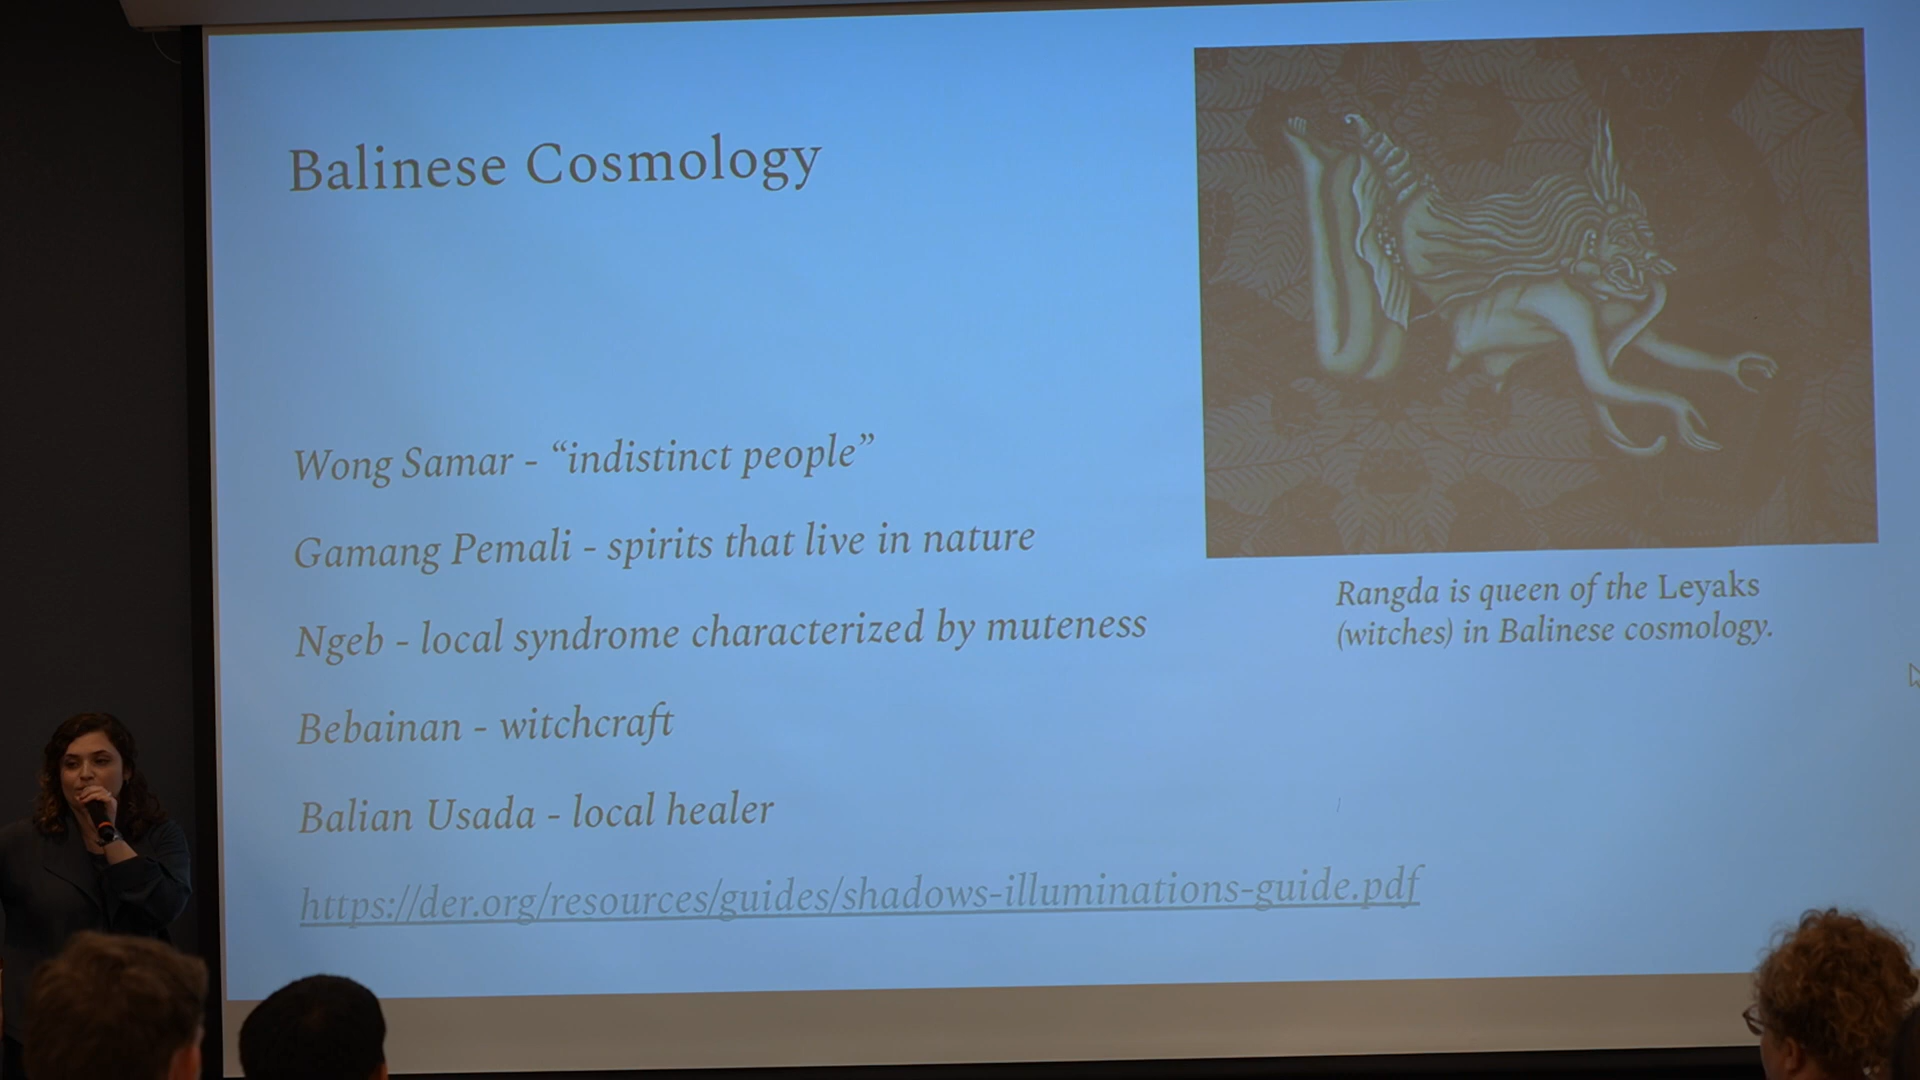 Balinese Cosmology
Wong Samar - “indistinct people”
Gamang Pemali - spirits that live in nature
Ngeb - local syndrome characterized by muteness
Bebainan - witchcraft
Balian Usada - local healer
https://der.org/resources/guides/shadows-illuminations-guide.pdf
Rangda is queen of the Leyaks
(witches) in Balinese cosmology.